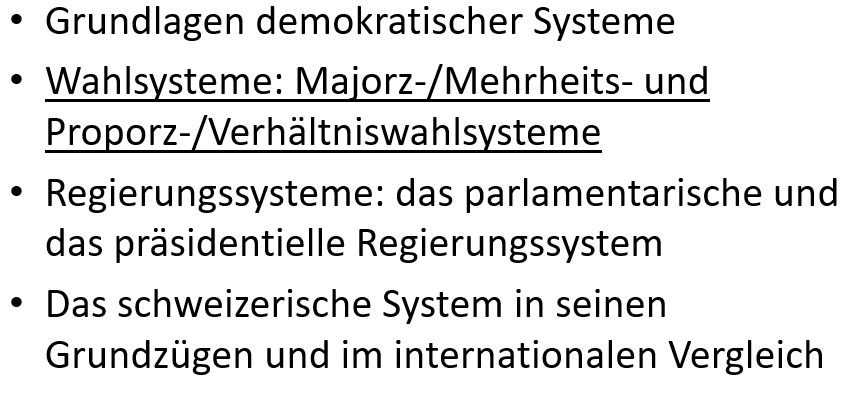 • Grundlagen demokratischer Systeme
• Wahlsysteme: Majorz-/Mehrheits- und
Proporz-/Verhältniswahlsysteme
• Regierungssysteme: das parlamentarische und
das präsidentielle Regierungssystem
• Das schweizerische System in seinen
Grundzügen und im internationalen Vergleich